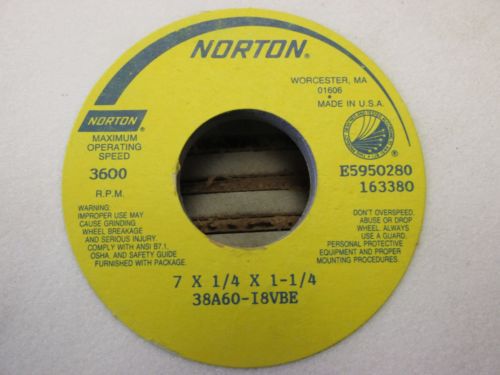 NORTON®
WORCESTER, MA
01606
MADE IN U.S.A.
NORTON®
MAXIMUM
OPERATING
SPEED
3600
R.P.M.
E5950280
163380
WARNING:
IMPROPER USE MAY
CAUSE GRINDING
WHEEL BREAKAGE
AND SERIOUS INJURY.
COMPLY WITH ANSI B7.1,
OSHA, AND SAFETY GUIDE
FURNISHED WITH PACKAGE.
DON'T OVERSPEED,
ABUSE OR DROP
WHEEL. ALWAYS
USE A GUARD.
PERSONAL PROTECTIVE
EQUIPMENT AND PROPER
MOUNTING PROCEDURES.
7 X 1/4 X 1-1/4
38A60-I8VBE